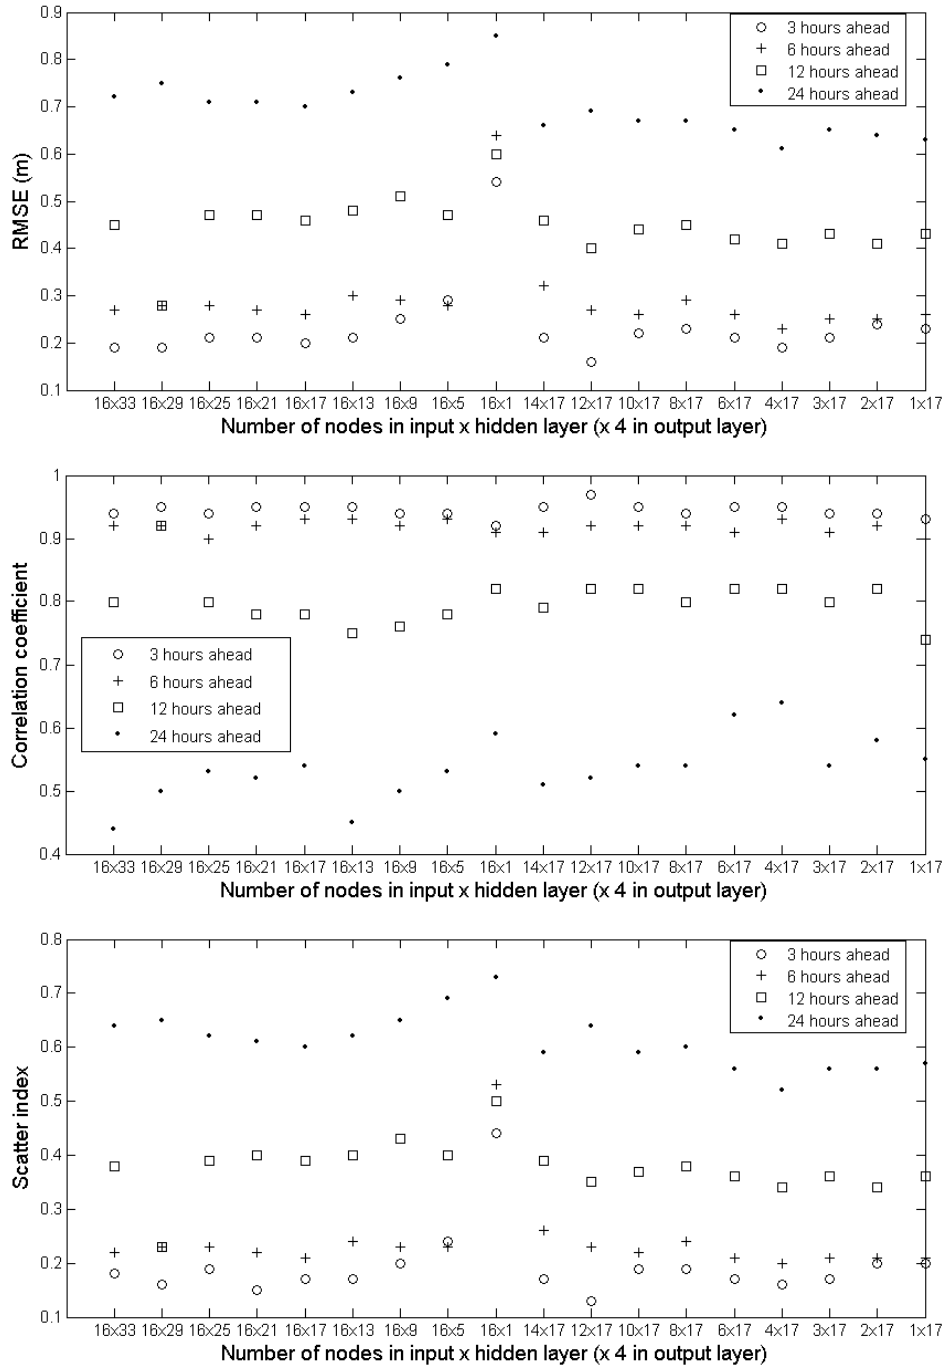 0.9
0.8
0.7
0.6
0.5
0.4
0.3
0.2
0.1
RMSE (m)
3 hours ahead
6 hours ahead
12 hours ahead
24 hours ahead
16x33 16x29 16x25 16x21 16x17 16x13 16x9 16x5 16x1 14x17 12x17 10x17 8x17 6x17 4x17 3x17 2x17 1x17
Number of nodes in input x hidden layer (x 4 in output layer)
1
0.9
0.8
0.7
0.6
0.5
0.4
Correlation coefficient
3 hours ahead
6 hours ahead
12 hours ahead
24 hours ahead
16x33 16x29 16x25 16x21 16x17 16x13 16x9 16x5 16x1 14x17 12x17 10x17 8x17 6x17 4x17 3x17 2x17 1x17
Number of nodes in input x hidden layer (x 4 in output layer)
0.8
0.7
0.6
0.5
0.4
0.3
0.2
0.1
Scatter index
3 hours ahead
6 hours ahead
12 hours ahead
24 hours ahead
16x33 16x29 16x25 16x21 16x17 16x13 16x9 16x5 16x1 14x17 12x17 10x17 8x17 6x17 4x17 3x17 2x17 1x17
Number of nodes in input x hidden layer (x 4 in output layer)